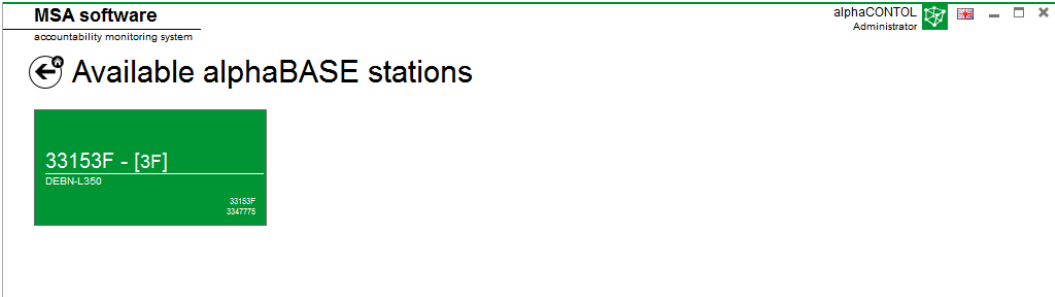 MSA software
accountability monitoring system
alphaCONTOL
Administrator
Available alphaBASE stations
33153F - [3F]
DEBN-L350
33153F
3347775